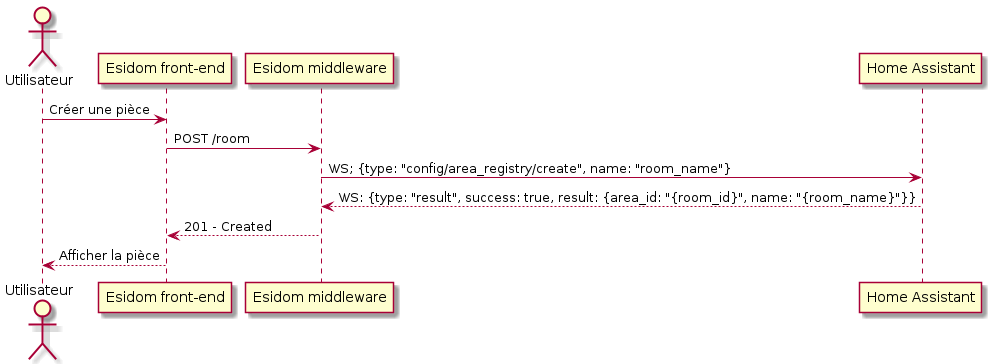 Utilisateur
Esidom front-end
Esidom middleware
Home Assistant
Créer une pièce
POST /room
WS; {type: "config/area_registry/create", name: "room_name"}
WS: {type: "result", success: true, result: {area_id: "{room_id}", name: "{room_name}"}}
201 - Created
Afficher la pièce
Utilisateur
Esidom front-end
Esidom middleware
Home Assistant